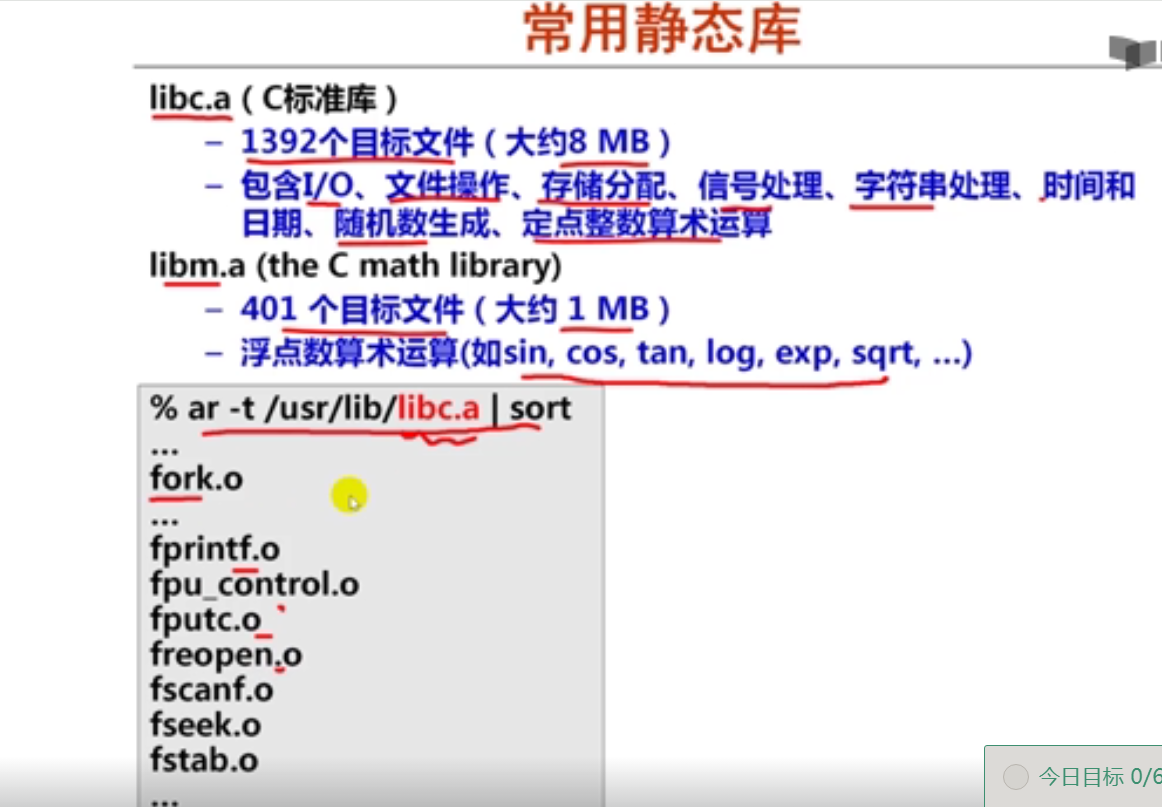 常用静态库
libc.a ( C标准库 )
– 1392个目标文件 ( 大约8 MB )
– 包含I/O、文件操作、存储分配、信号处理、字符串处理、时间和
日期、随机数生成、定点整数算术运算
libm.a (the C math library)
– 401 个目标文件 ( 大约 1 MB )
– 浮点数算术运算(如sin, cos, tan, log, exp, sqrt, ...)
% ar -t /usr/lib/libc.a | sort
...
fork.o
...
fprintf.o
fpu_control.o
fputc.o
freopen.o
fscanf.o
fseek.o
fstab.o
...
今日目标 0/6